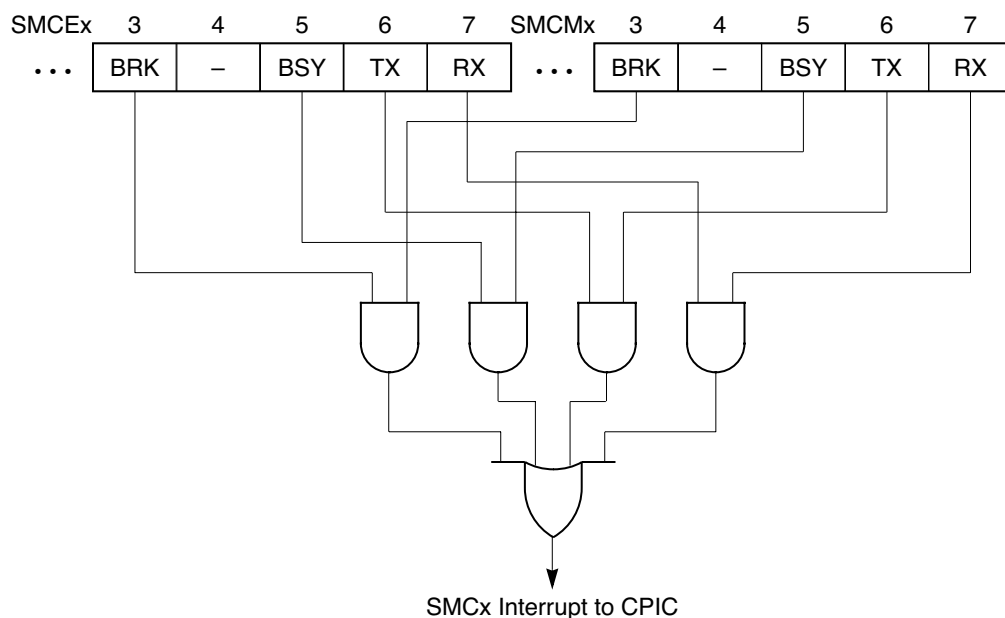 SMCEx 3 4 5 6 7 SMCMx 3 4 5 6 7
... BRK – BSY TX RX ... BRK – BSY TX RX
SMCx Interrupt to CPIC